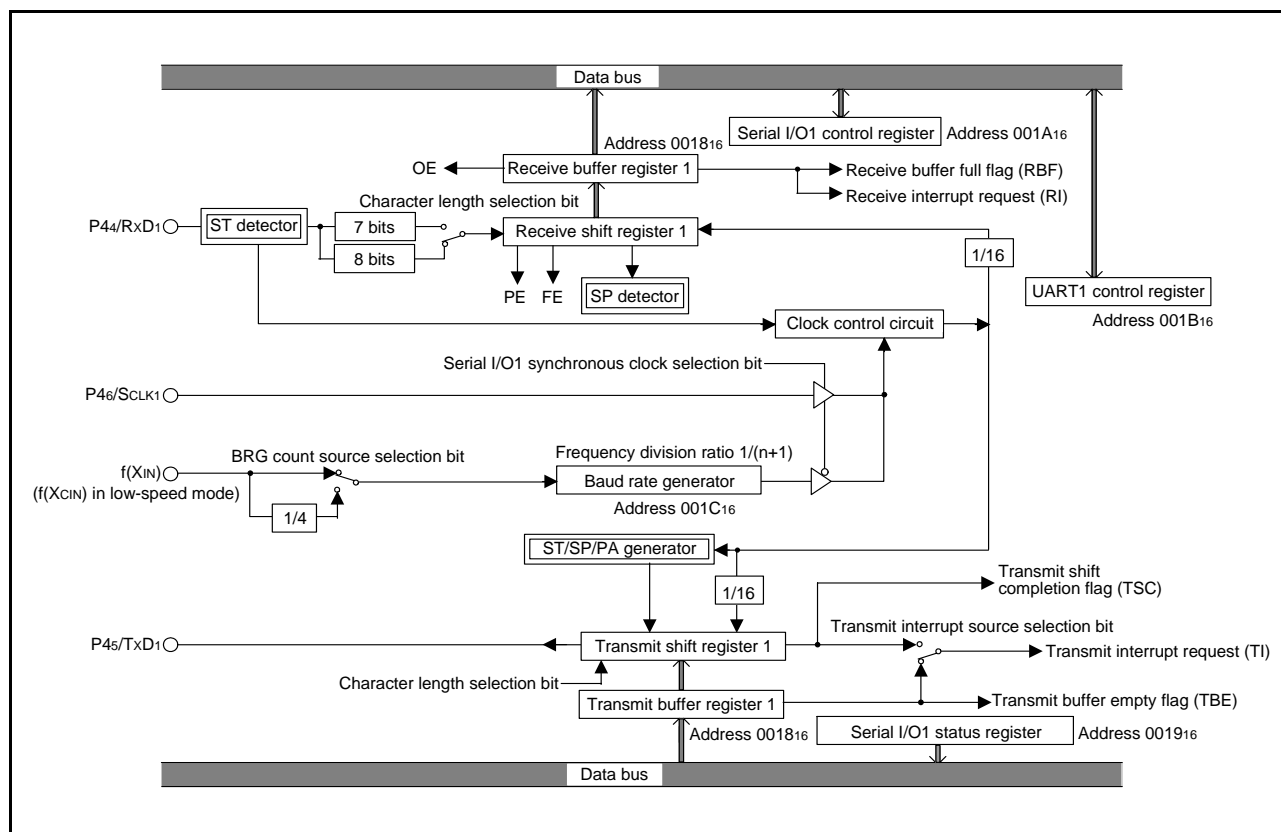 Data bus
Serial I/O1 control register
Address 001A16
Address 001816
OE
Receive buffer register 1
Receive buffer full flag (RBF)
Receive interrupt request (RI)
Character length selection bit
P44/RXD1
ST detector
7 bits
8 bits
Receive shift register 1
1/16
PE
FE
SP detector
UART1 control register
Address 001B16
Clock control circuit
Serial I/O1 synchronous clock selection bit
P46/SCLK1
BRG count source selection bit
Frequency division ratio 1/(n+1)
f(XIN)
(f(XCIN) in low-speed mode)
Baud rate generator
Address 001C16
1/4
ST/SP/PA generator
1/16
Transmit shift
completion flag (TSC)
Transmit interrupt source selection bit
P45/TXD1
Transmit shift register 1
Transmit interrupt request (TI)
Character length selection bit
Transmit buffer register 1
Transmit buffer empty flag (TBE)
Address 001816
Serial I/O1 status register
Address 001916
Data bus